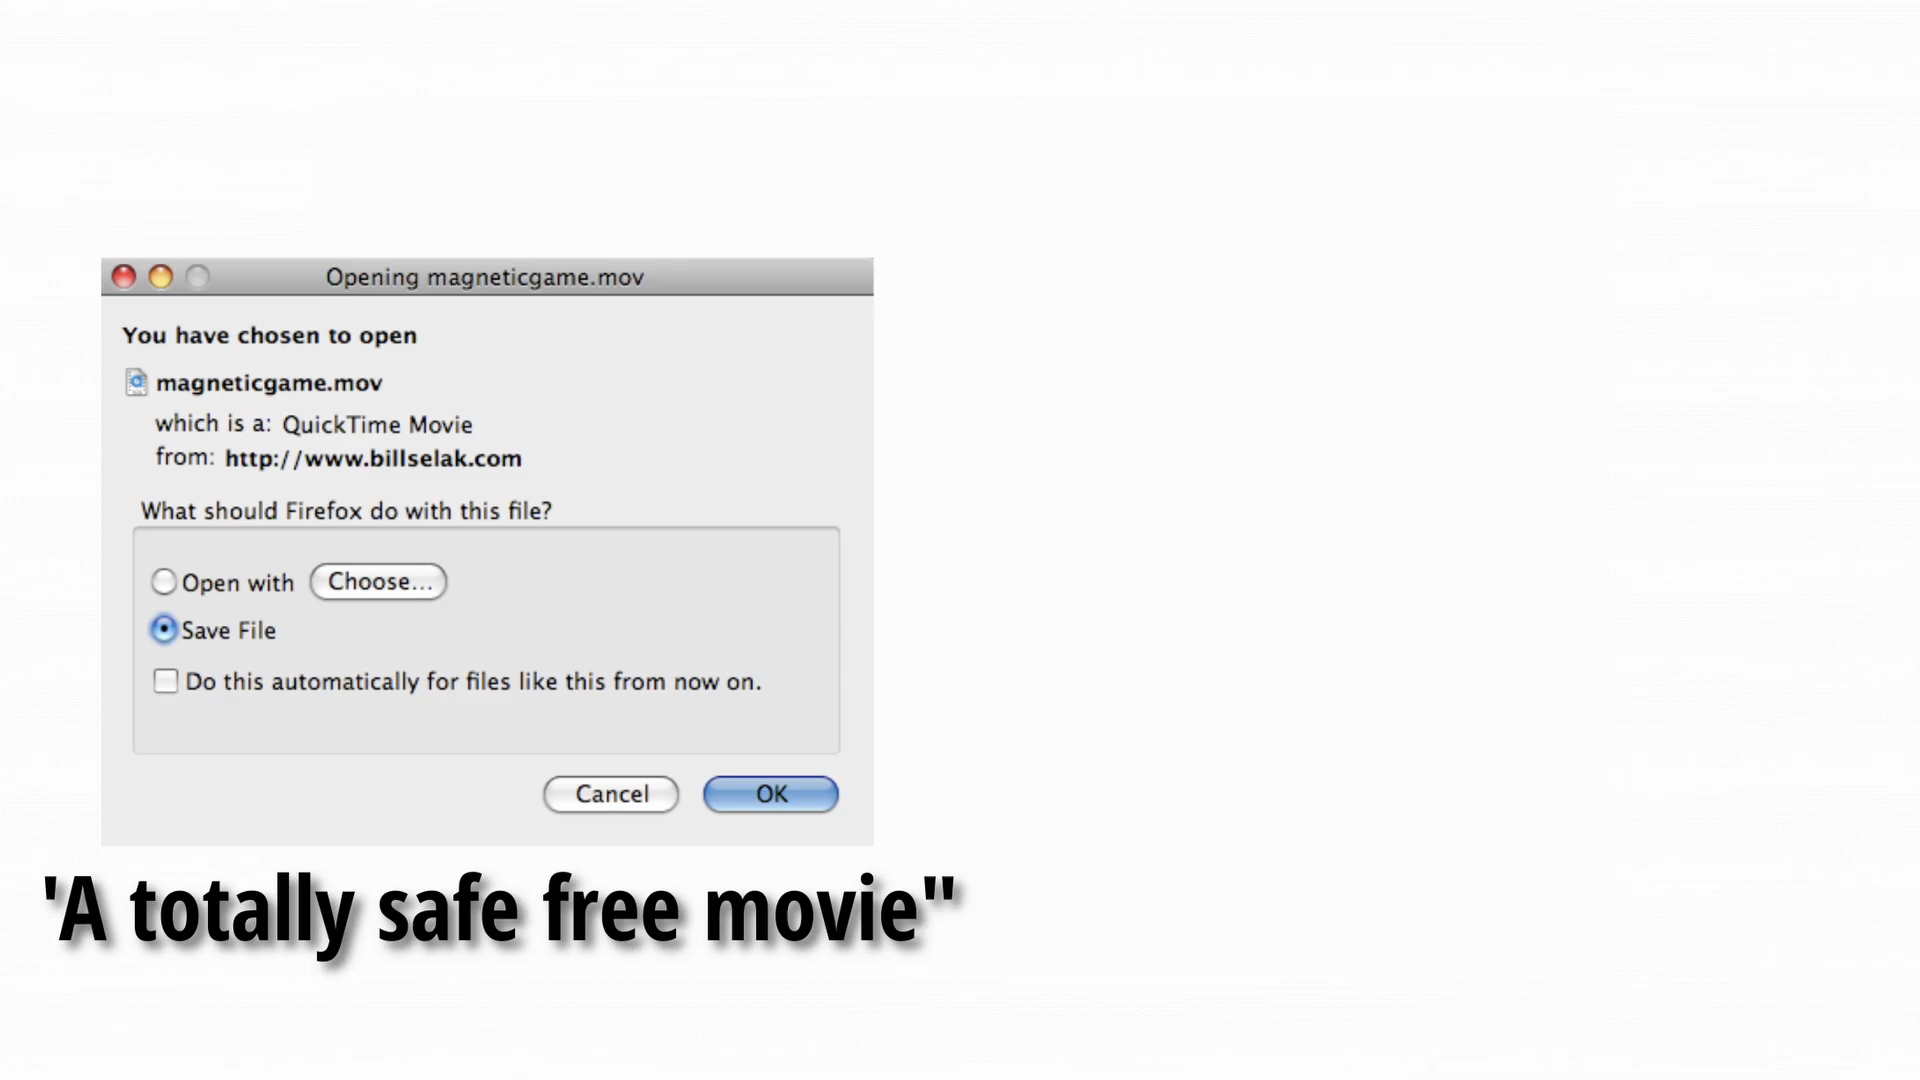 Opening magneticgame.mov
You have chosen to open
magneticgame.mov
which is a: QuickTime Movie
from: http://www.billselak.com
What should Firefox do with this file?
Open with Choose...
Save File
Do this automatically for files like this from now on.
Cancel OK
'A totally safe free movie"